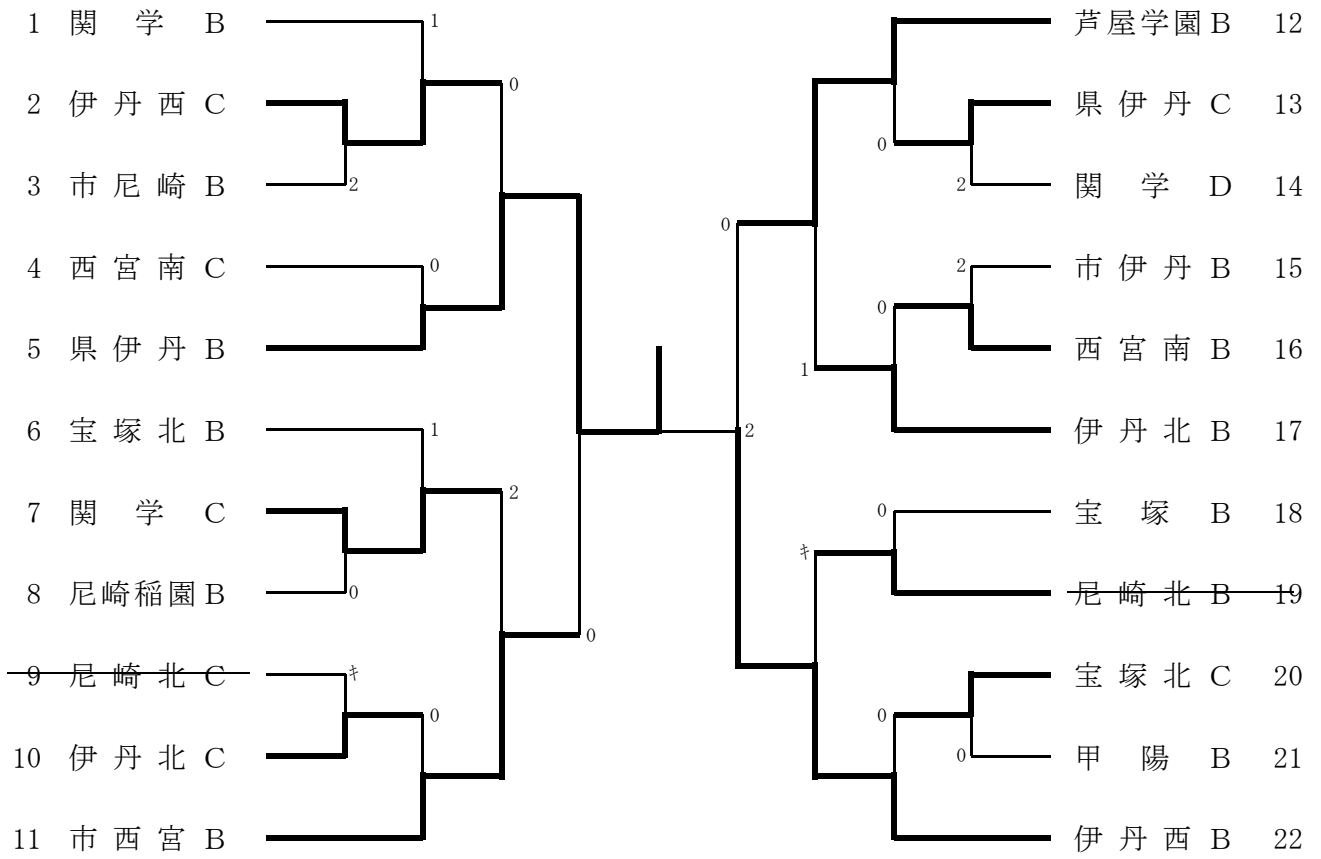 1 関学 B 1
0
2 伊丹西 C
3 市尼崎 B 2
4 西宮南 C 0
5 県伊丹 B
6 宝塚北 B 1
2
7 関学 C
8 尼崎稲園 B 0
0
9 尼崎北 C ｷ
0
10 伊丹北 C
11 市西宮 B
芦屋学園 B 12
県伊丹 C 13
0
2 関学 D 14
0
2 市伊丹 B 15
0
西宮南 B 16
1
伊丹北 B 17
2
0 宝塚 B 18
ｷ
尼崎北 B 19
宝塚北 C 20
0
0 甲陽 B 21
伊丹西 B 22